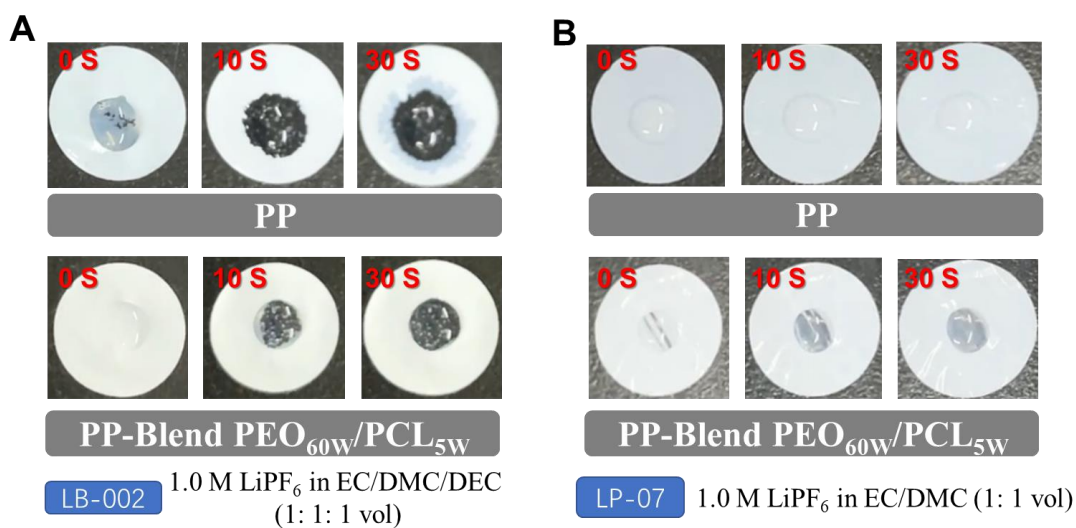 A
0 S
10 S
30 S
PP
0 S
10 S
30 S
PP-Blend PEO60W/PCL5W
LB-002
1.0 M LiPF6 in EC/DMC/DEC
(1: 1: 1 vol)
B
0 S
10 S
30 S
PP
0 S
10 S
30 S
PP-Blend PEO60W/PCL5W
LP-07
1.0 M LiPF6 in EC/DMC (1: 1 vol)